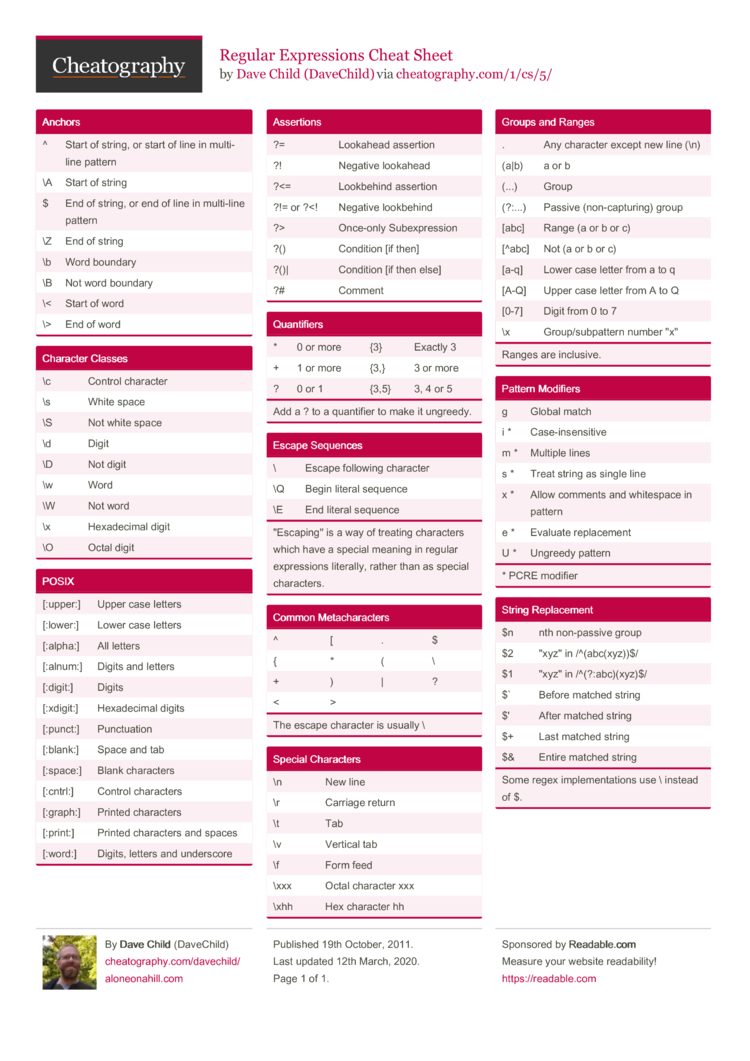 Cheatography
Regular Expressions Cheat Sheet
by Dave Child (DaveChild) via cheatography.com/1/cs/5/
Anchors
^ Start of string, or start of line in multi-
line pattern
\A Start of string
$ End of string, or end of line in multi-line
pattern
\Z End of string
\b Word boundary
\B Not word boundary
\< Start of word
\> End of word
Character Classes
\c Control character
\s White space
\S Not white space
\d Digit
\D Not digit
\w Word
\W Not word
\x Hexadecimal digit
\O Octal digit
POSIX
[:upper:] Upper case letters
[:lower:] Lower case letters
[:alpha:] All letters
[:alnum:] Digits and letters
[:digit:] Digits
[:xdigit:] Hexadecimal digits
[:punct:] Punctuation
[:blank:] Space and tab
[:space:] Blank characters
[:cntrl:] Control characters
[:graph:] Printed characters
[:print:] Printed characters and spaces
[:word:] Digits, letters and underscore
Assertions
?= Lookahead assertion
?! Negative lookahead
?<= Lookbehind assertion
?!= or ?<! Negative lookbehind
?> Once-only Subexpression
?() Condition [if then]
?()| Condition [if then else]
?# Comment
Quantifiers
* 0 or more {3} Exactly 3
+ 1 or more {3,} 3 or more
? 0 or 1 {3,5} 3, 4 or 5
Add a ? to a quantifier to make it ungreedy.
Escape Sequences
\ Escape following character
\Q Begin literal sequence
\E End literal sequence
"Escaping" is a way of treating characters
which have a special meaning in regular
expressions literally, rather than as special
characters.
Common Metacharacters
^ [ . $
{ * ( \
+ ) | ?
< >
The escape character is usually \
Special Characters
\n New line
\r Carriage return
\t Tab
\v Vertical tab
\f Form feed
\xxx Octal character xxx
\xhh Hex character hh
Groups and Ranges
. Any character except new line (\n)
(a|b) a or b
(...) Group
(?:...) Passive (non-capturing) group
[abc] Range (a or b or c)
[^abc] Not (a or b or c)
[a-q] Lower case letter from a to q
[A-Q] Upper case letter from A to Q
[0-7] Digit from 0 to 7
\x Group/subpattern number "x"
Ranges are inclusive.
Pattern Modifiers
g Global match
i * Case-insensitive
m * Multiple lines
s * Treat string as single line
x * Allow comments and whitespace in
pattern
e * Evaluate replacement
U * Ungreedy pattern
* PCRE modifier
String Replacement
$n nth non-passive group
$2 "xyz" in /^(abc(xyz))$/
$1 "xyz" in /^(?:abc)(xyz)$/
$` Before matched string
$' After matched string
$+ Last matched string
$& Entire matched string
Some regex implementations use \ instead
of $.
By Dave Child (DaveChild)
cheatography.com/davechild/
aloneonahill.com
Published 19th October, 2011.
Last updated 12th March, 2020.
Page 1 of 1.
Sponsored by Readable.com
Measure your website readability!
https://readable.com